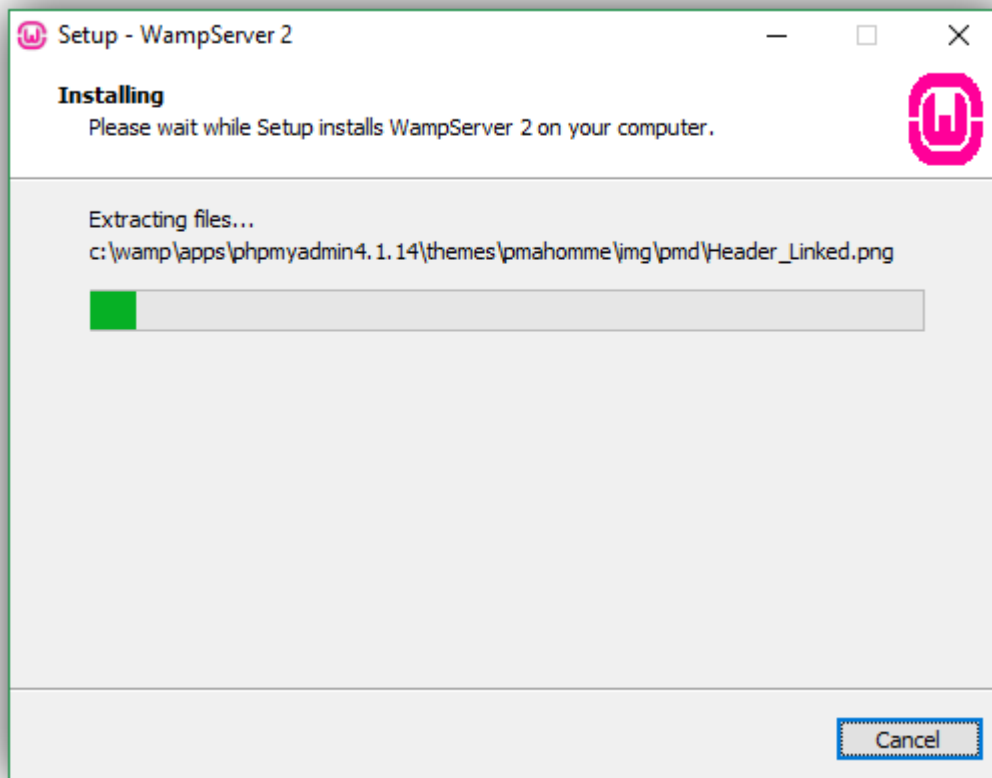 Setup - WampServer 2
Installing
Please wait while Setup installs WampServer 2 on your computer.
Extracting files...
c:\wamp\apps\phpmyadmin4.1.14\themes\pmahomme\img\pmd\Header_Linked.png
Cancel